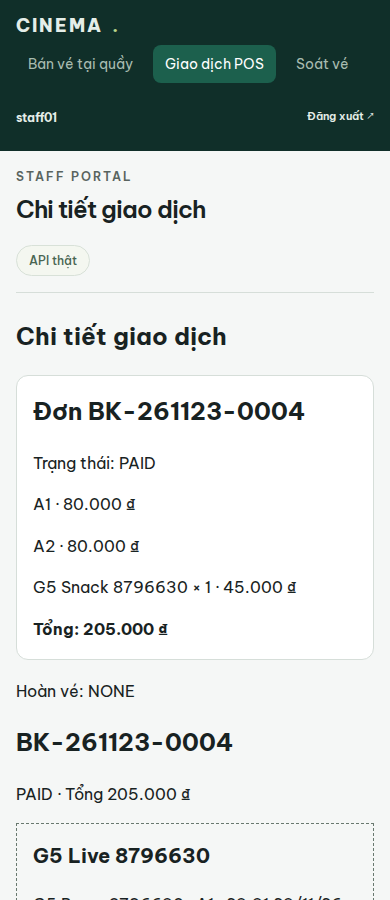 CINEMA .
Bán vé tại quầy
Giao dịch POS
Soát vé
staff01
Đăng xuất ↗
STAFF PORTAL
Chi tiết giao dịch
API thật
Chi tiết giao dịch
Đơn BK-261123-0004
Trạng thái: PAID
A1 · 80.000 ₫
A2 · 80.000 ₫
G5 Snack 8796630 × 1 · 45.000 ₫
Tổng: 205.000 ₫
Hoàn vé: NONE
BK-261123-0004
PAID · Tổng 205.000 ₫
G5 Live 8796630